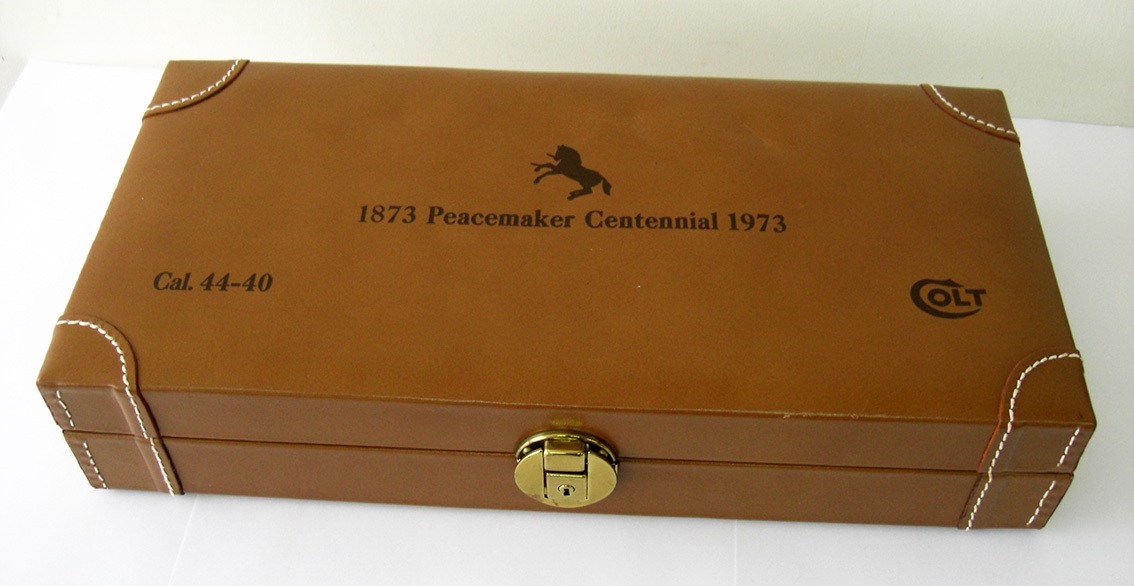 1873 Peacemaker Centennial 1973
Cal. 44-40
COLT